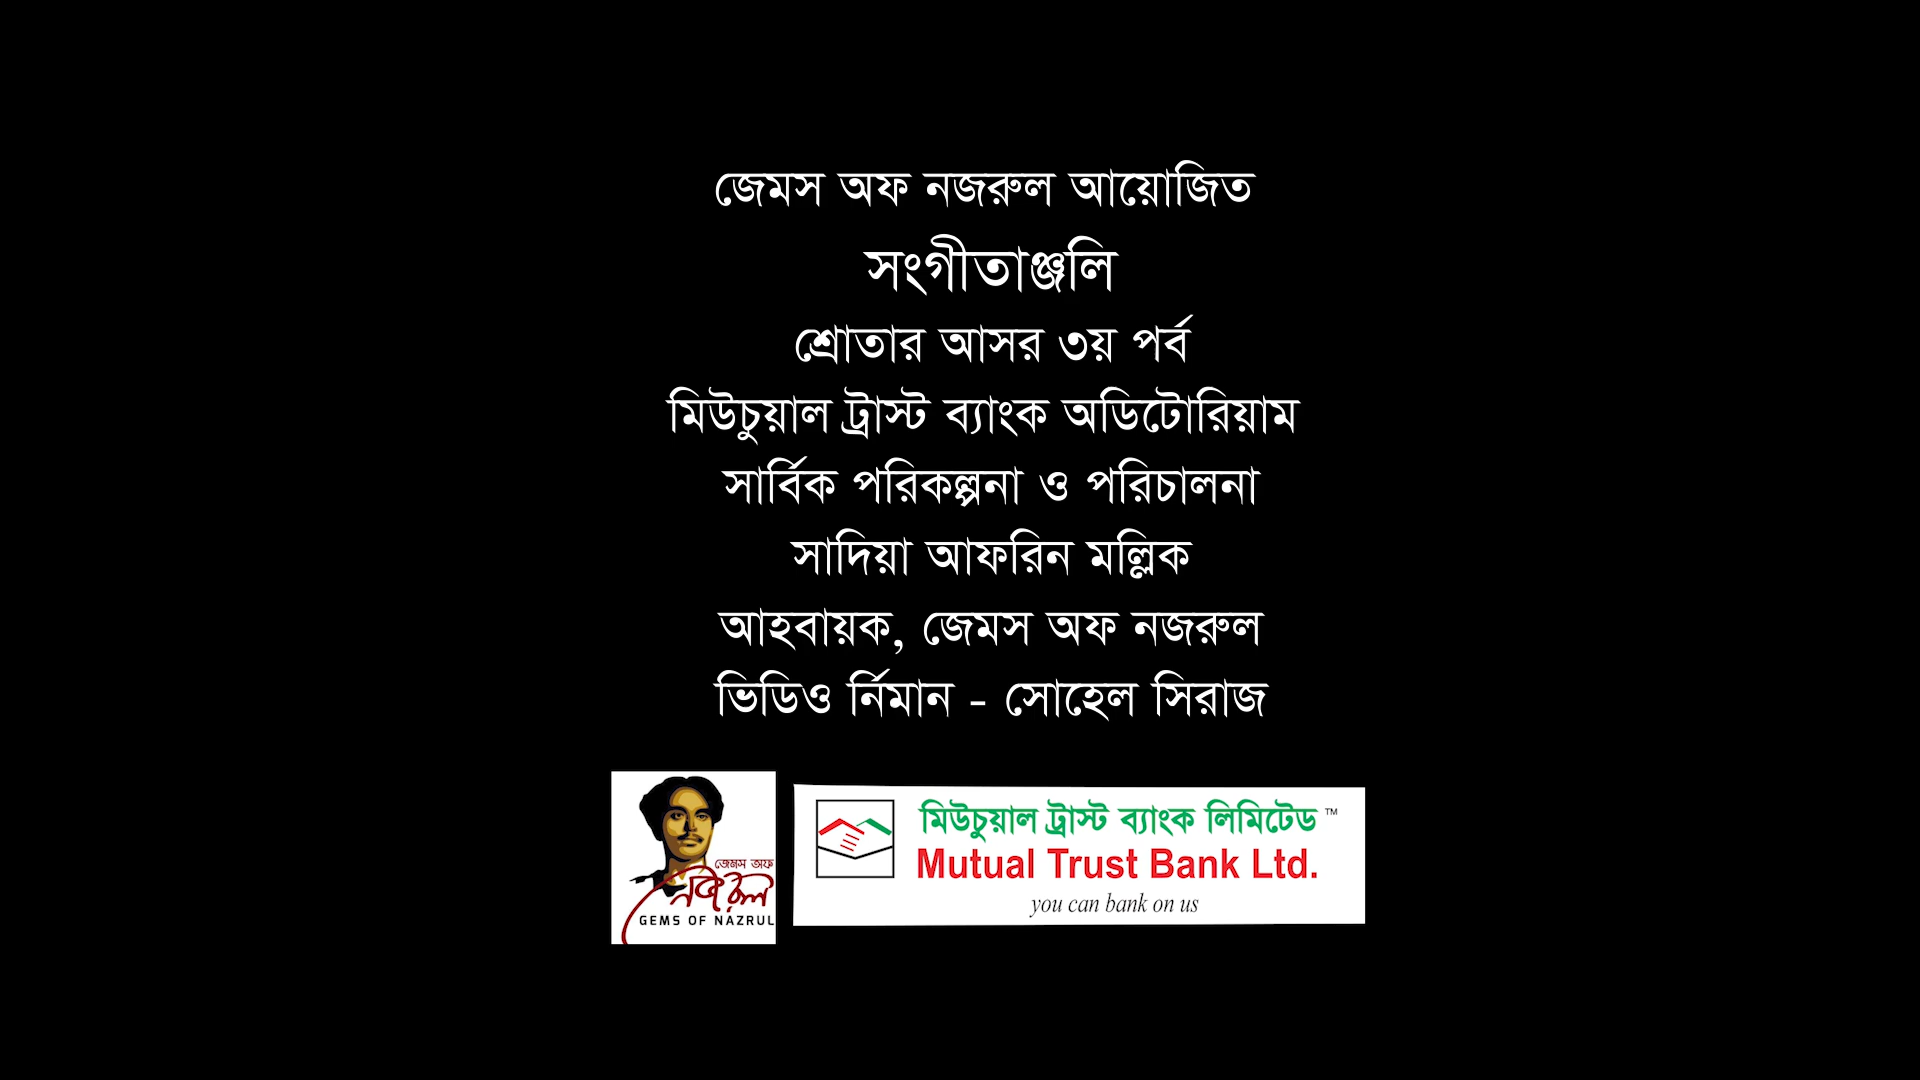 জেমস অফ নজরুল আয়োজিত
সংগীতাঞ্জলি
শ্রোতার আসর ৩য় পর্ব
মিউচুয়াল ট্রাস্ট ব্যাংক অডিটোরিয়াম
সার্বিক পরিকল্পনা ও পরিচালনা
সাদিয়া আফরিন মল্লিক
আহবায়ক, জেমস অফ নজরুল
ভিডিও র্নিমান - সোহেল সিরাজ
জেমস অফ
নজরুল
GEMS OF NAZRUL
মিউচুয়াল ট্রাস্ট ব্যাংক লিমিটেড ™
Mutual Trust Bank Ltd.
you can bank on us